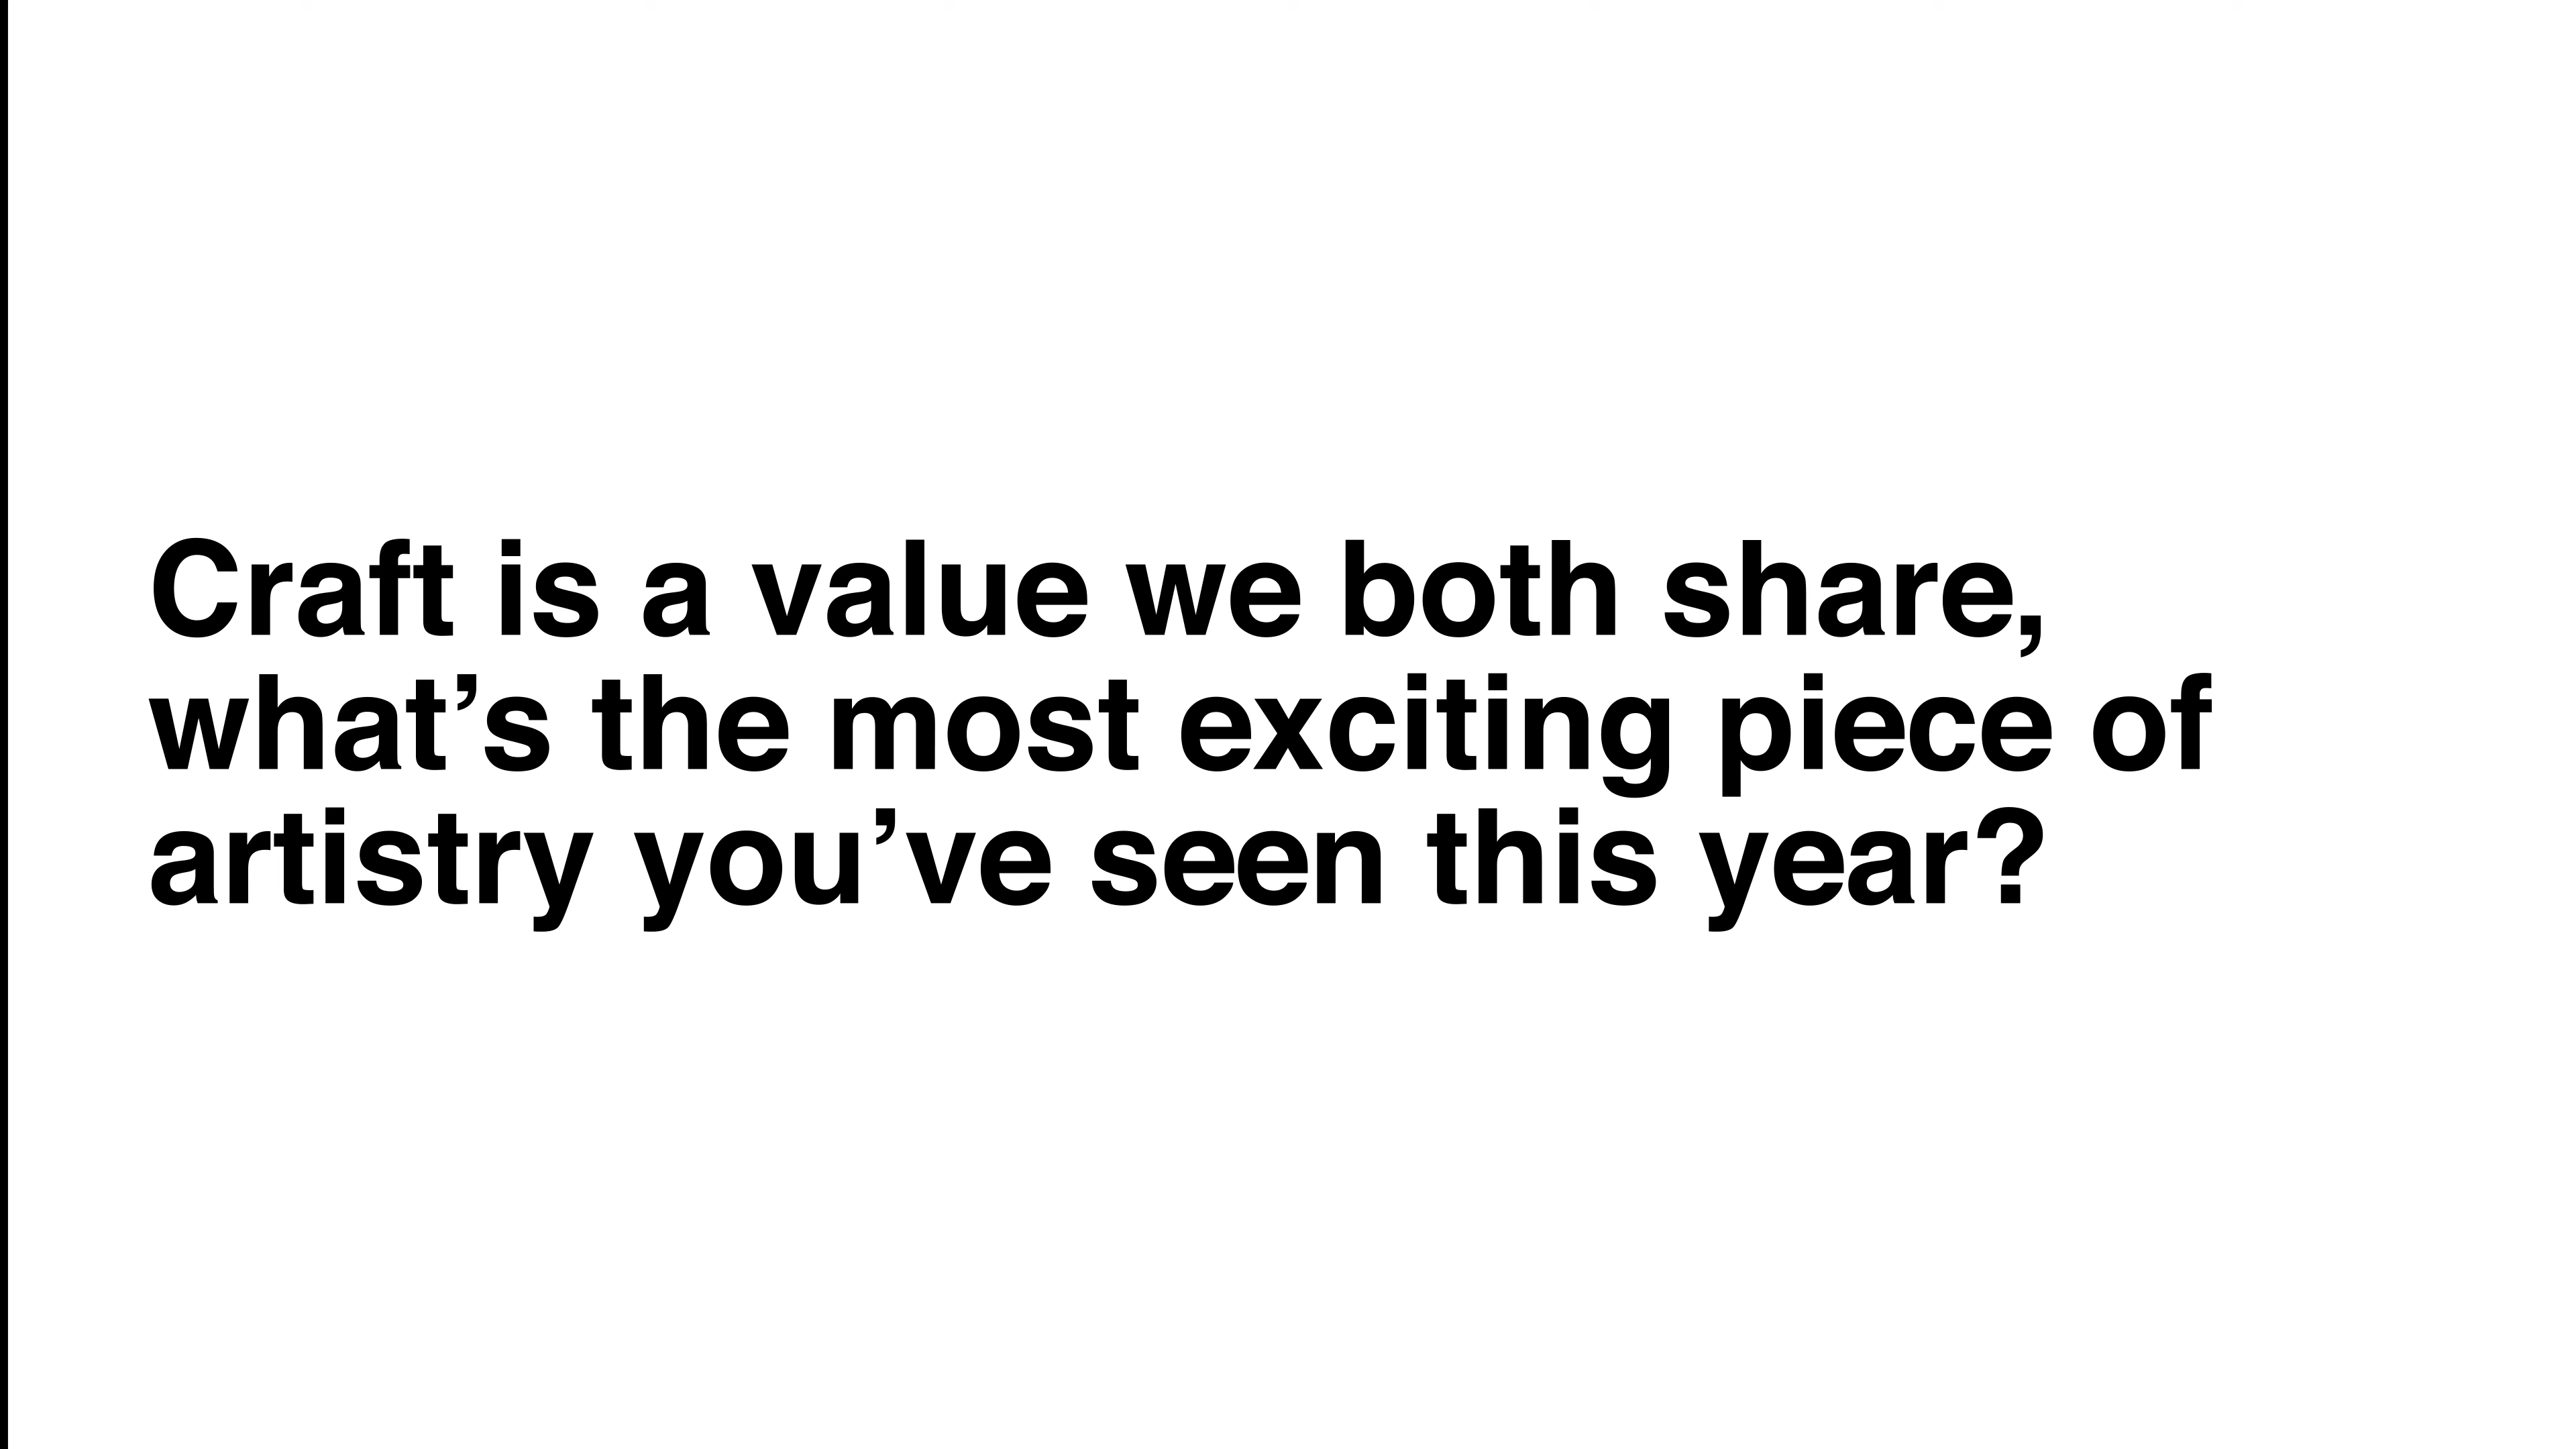 Craft is a value we both share,
what’s the most exciting piece of
artistry you’ve seen this year?